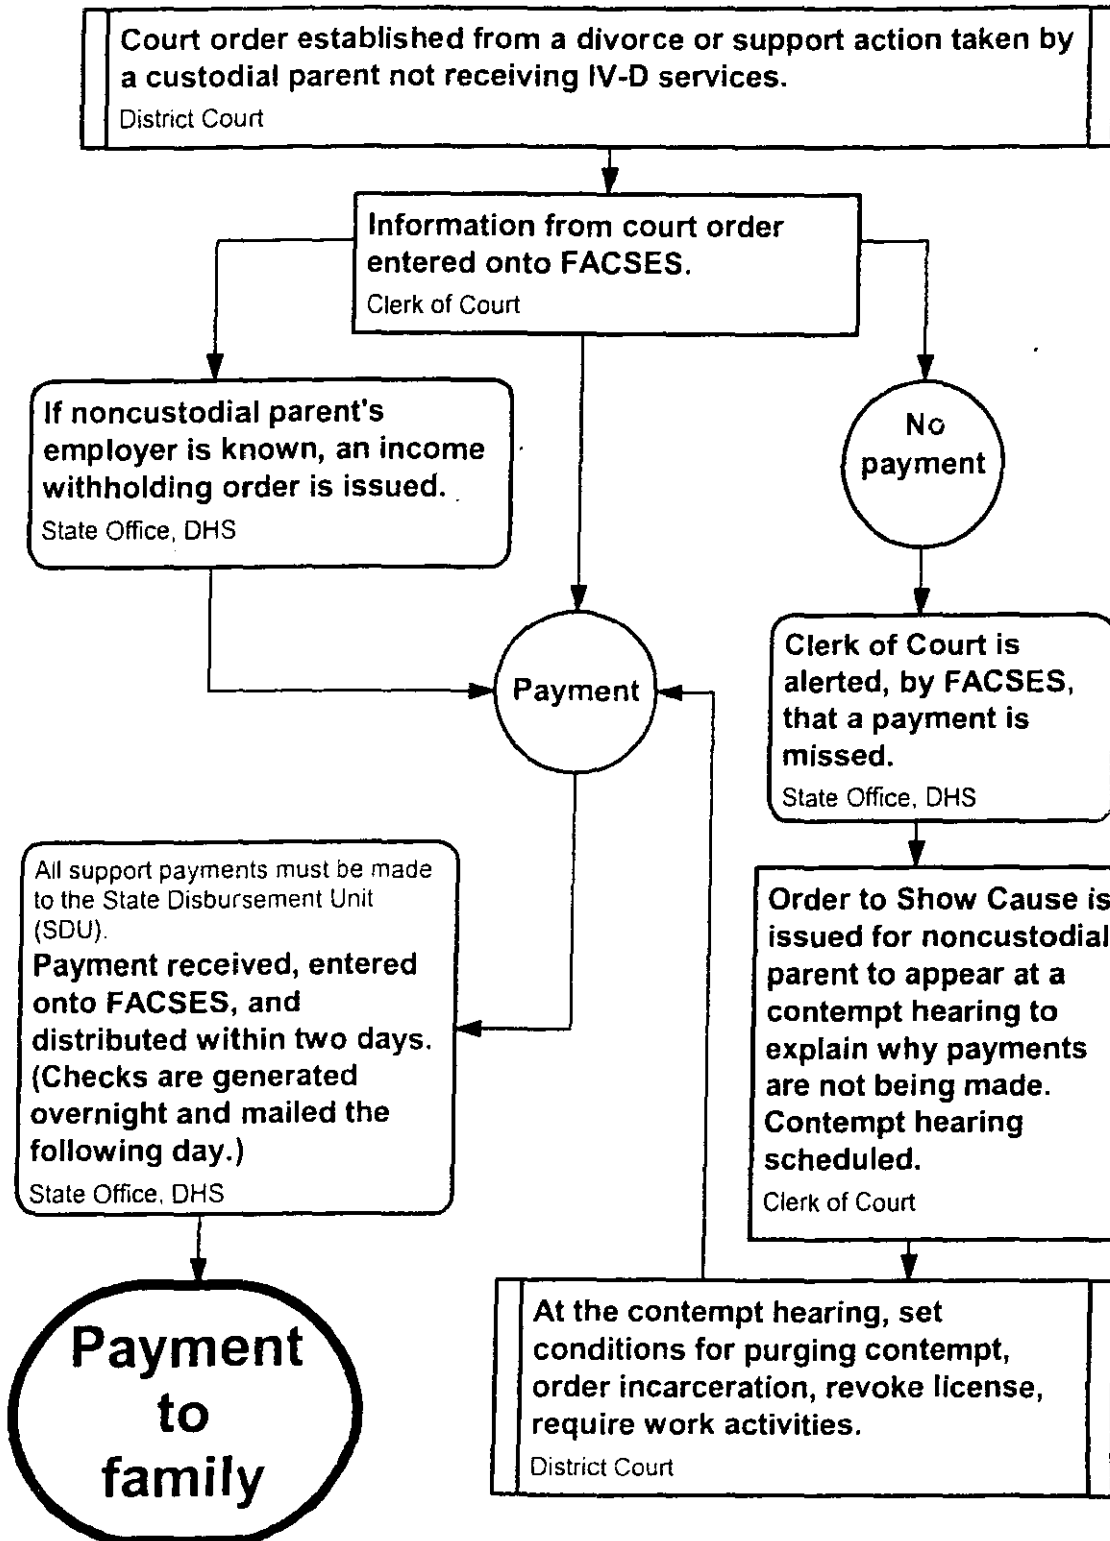 Court order established from a divorce or support action taken by
a custodial parent not receiving IV-D services.
District Court
Information from court order
entered onto FACSES.
Clerk of Court
If noncustodial parent's
employer is known, an income
withholding order is issued.
State Office, DHS
No
payment
Payment
Clerk of Court is
alerted, by FACSES,
that a payment is
missed.
State Office, DHS
All support payments must be made
to the State Disbursement Unit
(SDU).
Payment received, entered
onto FACSES, and
distributed within two days.
(Checks are generated
overnight and mailed the
following day.)
State Office, DHS
Order to Show Cause is
issued for noncustodial
parent to appear at a
contempt hearing to
explain why payments
are not being made.
Contempt hearing
scheduled.
Clerk of Court
Payment
to
family
At the contempt hearing, set
conditions for purging contempt,
order incarceration, revoke license,
require work activities.
District Court